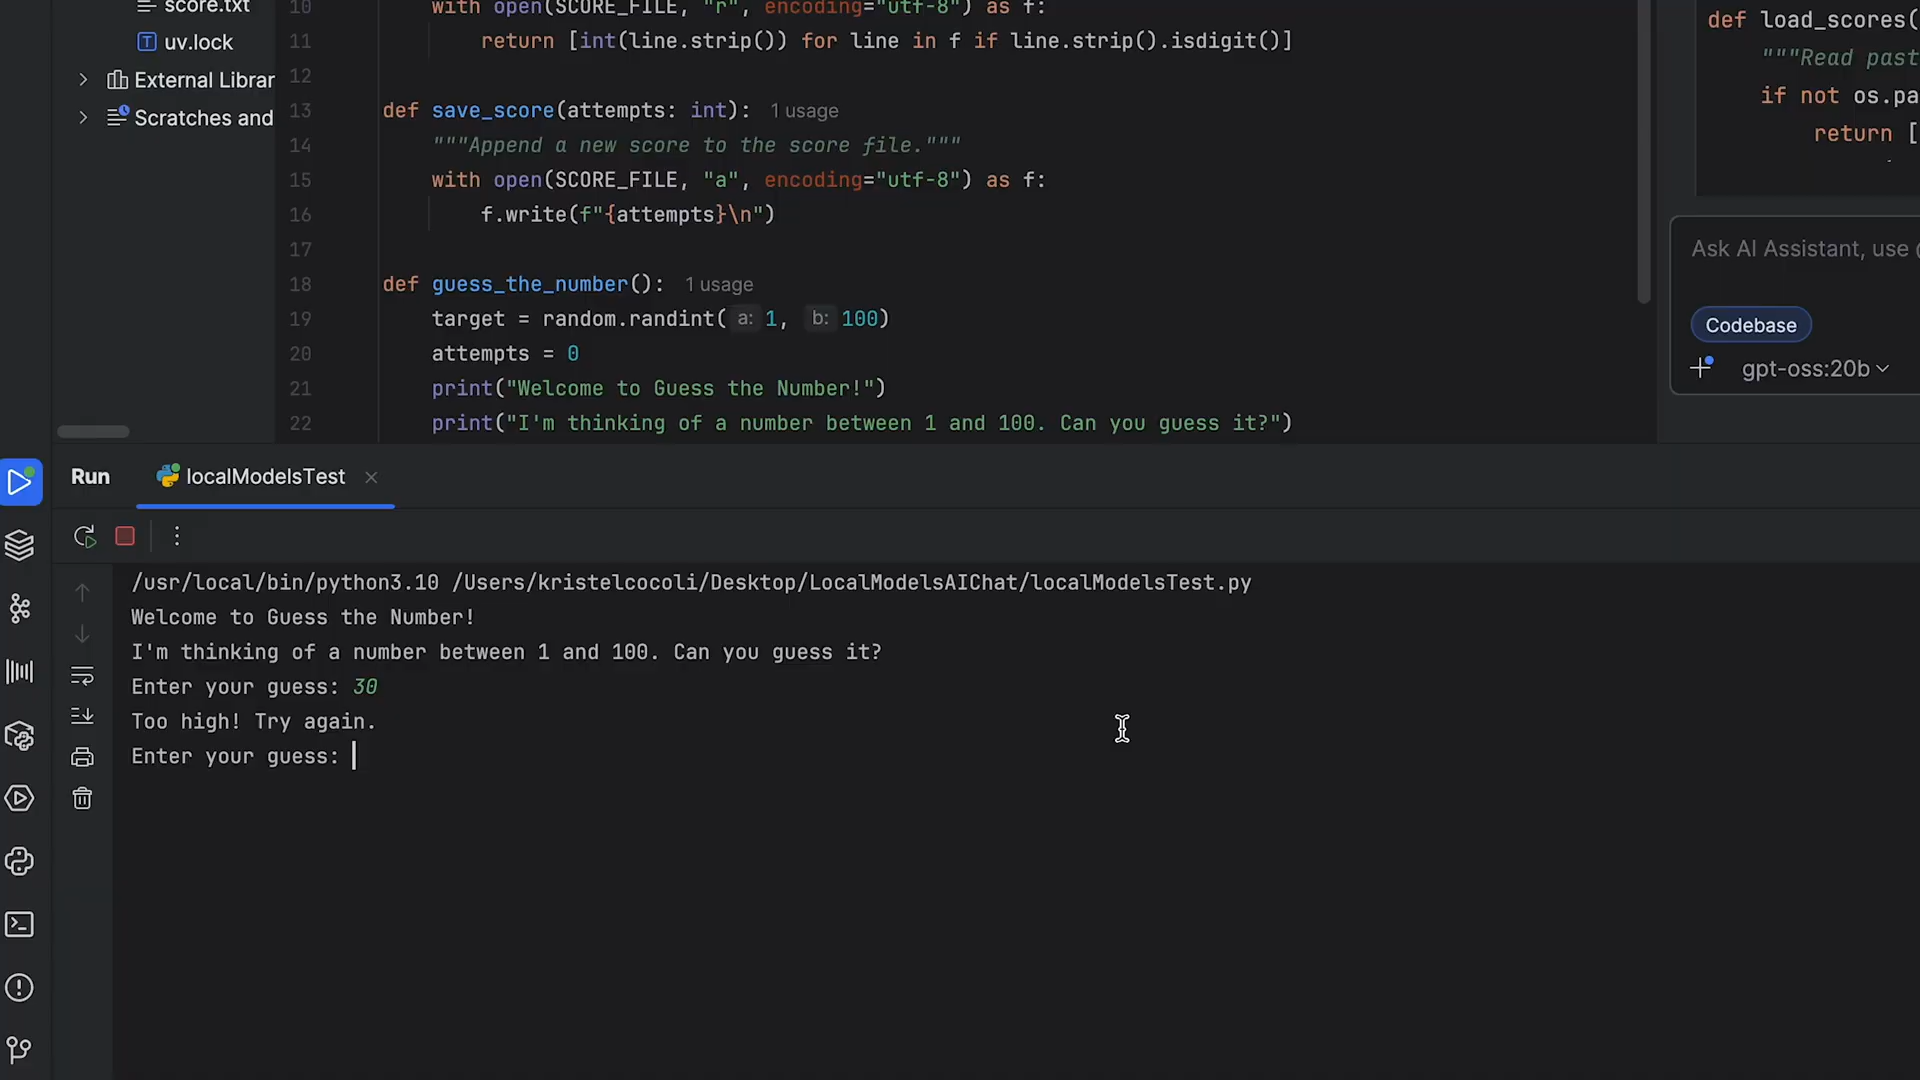 score.txt
uv.lock
External Librar
Scratches and
10 with open(SCORE_FILE, "r", encoding="utf-8") as f:
11 return [int(line.strip()) for line in f if line.strip().isdigit()]
12
13 def save_score(attempts: int): 1 usage
14 """Append a new score to the score file."""
15 with open(SCORE_FILE, "a", encoding="utf-8") as f:
16 f.write(f"{attempts}\n")
17
18 def guess_the_number(): 1 usage
19 target = random.randint( a: 1, b: 100)
20 attempts = 0
21 print("Welcome to Guess the Number!")
22 print("I'm thinking of a number between 1 and 100. Can you guess it?")
def load_scores(
"""Read past
if not os.pa
return [
Ask AI Assistant, use
Codebase
gpt-oss:20b
Run localModelsTest
/usr/local/bin/python3.10 /Users/kristelcocoli/Desktop/LocalModelsAIChat/localModelsTest.py
Welcome to Guess the Number!
I'm thinking of a number between 1 and 100. Can you guess it?
Enter your guess: 30
Too high! Try again.
Enter your guess: